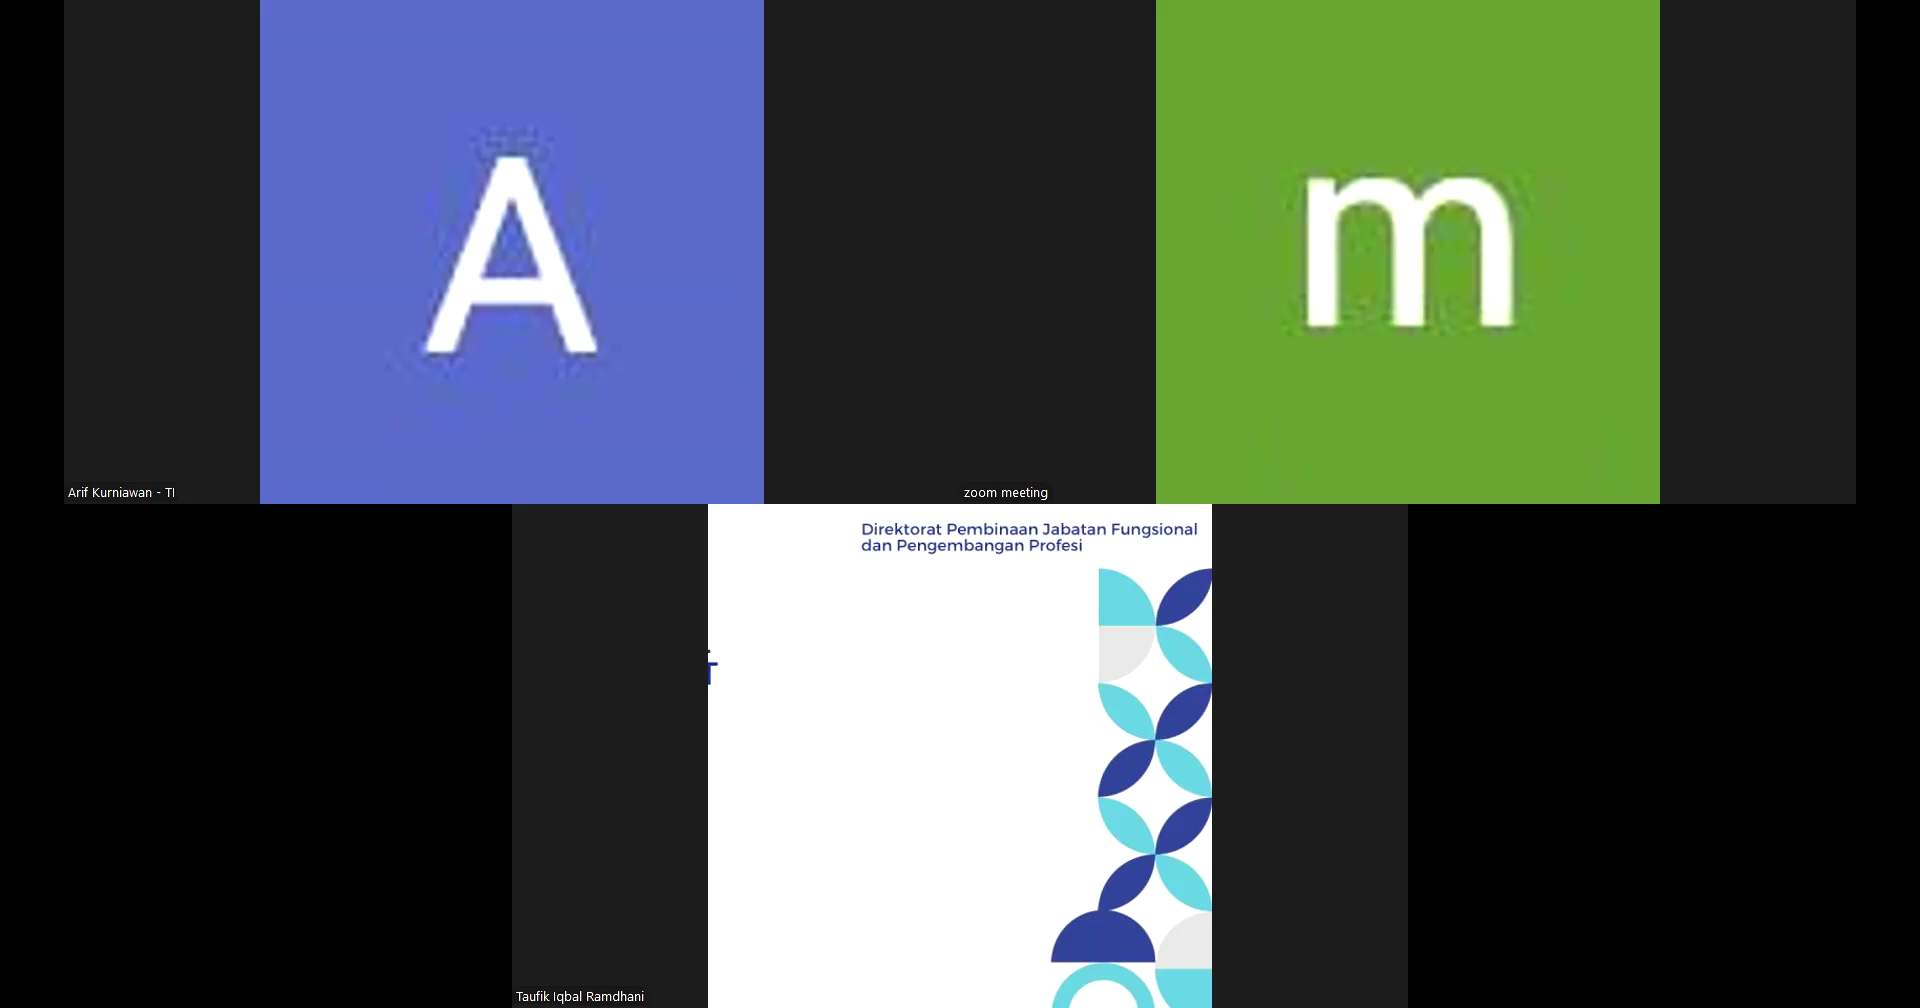 A
m
Arif Kurniawan - TI
zoom meeting
Direktorat Pembinaan Jabatan Fungsional
dan Pengembangan Profesi
T
Taufik Iqbal Ramdhani